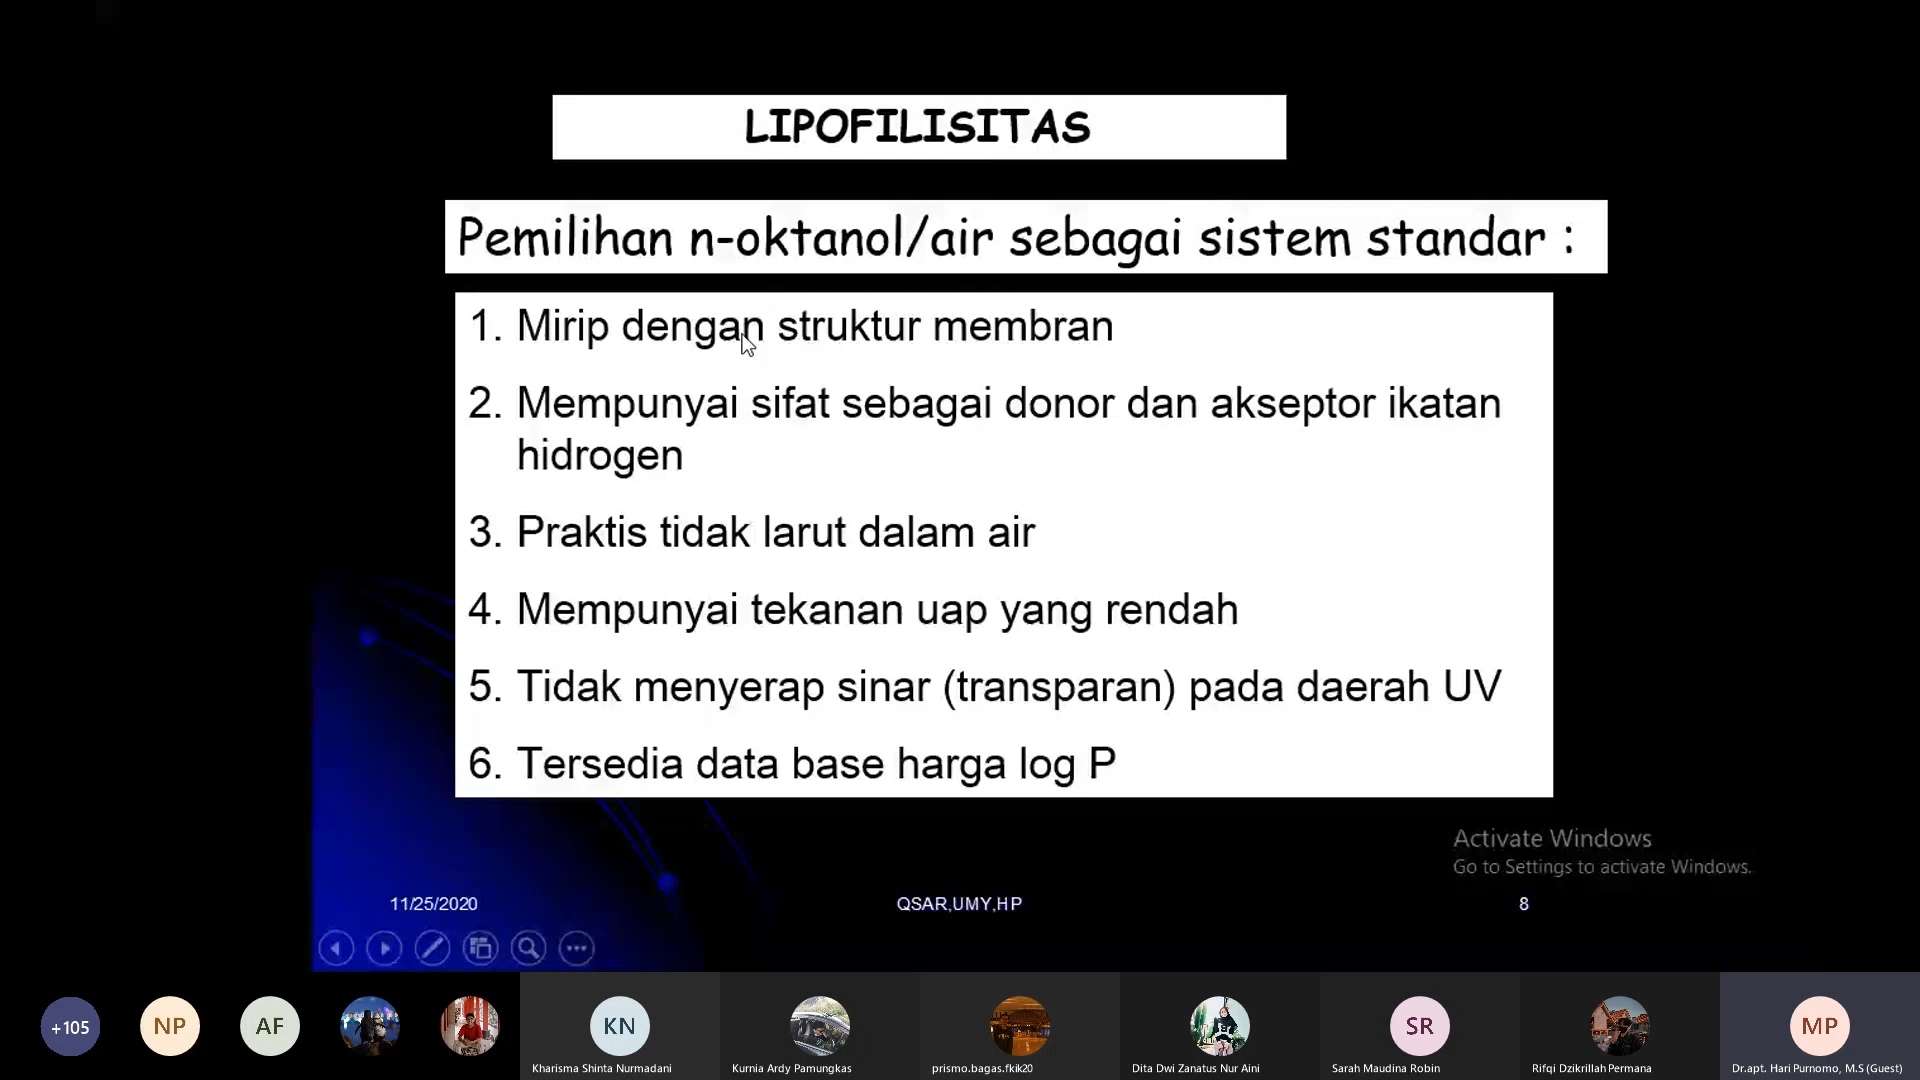 LIPOFILISITAS
Pemilihan n-oktanol/air sebagai sistem standar :
1. Mirip dengan struktur membran
2. Mempunyai sifat sebagai donor dan akseptor ikatan
hidrogen
3. Praktis tidak larut dalam air
4. Mempunyai tekanan uap yang rendah
5. Tidak menyerap sinar (transparan) pada daerah UV
6. Tersedia data base harga log P
Activate Windows
Go to Settings to activate Windows.
11/25/2020
QSAR,UMY,HP
8
+105
NP
AF
KN
SR
MP
Kharisma Shinta Nurmadani
Kurnia Ardy Pamungkas
prismo.bagas.fkik20
Dita Dwi Zanatus Nur Aini
Sarah Maudina Robin
Rifqi Dzikrillah Permana
Dr.apt. Hari Purnomo, M.S (Guest)